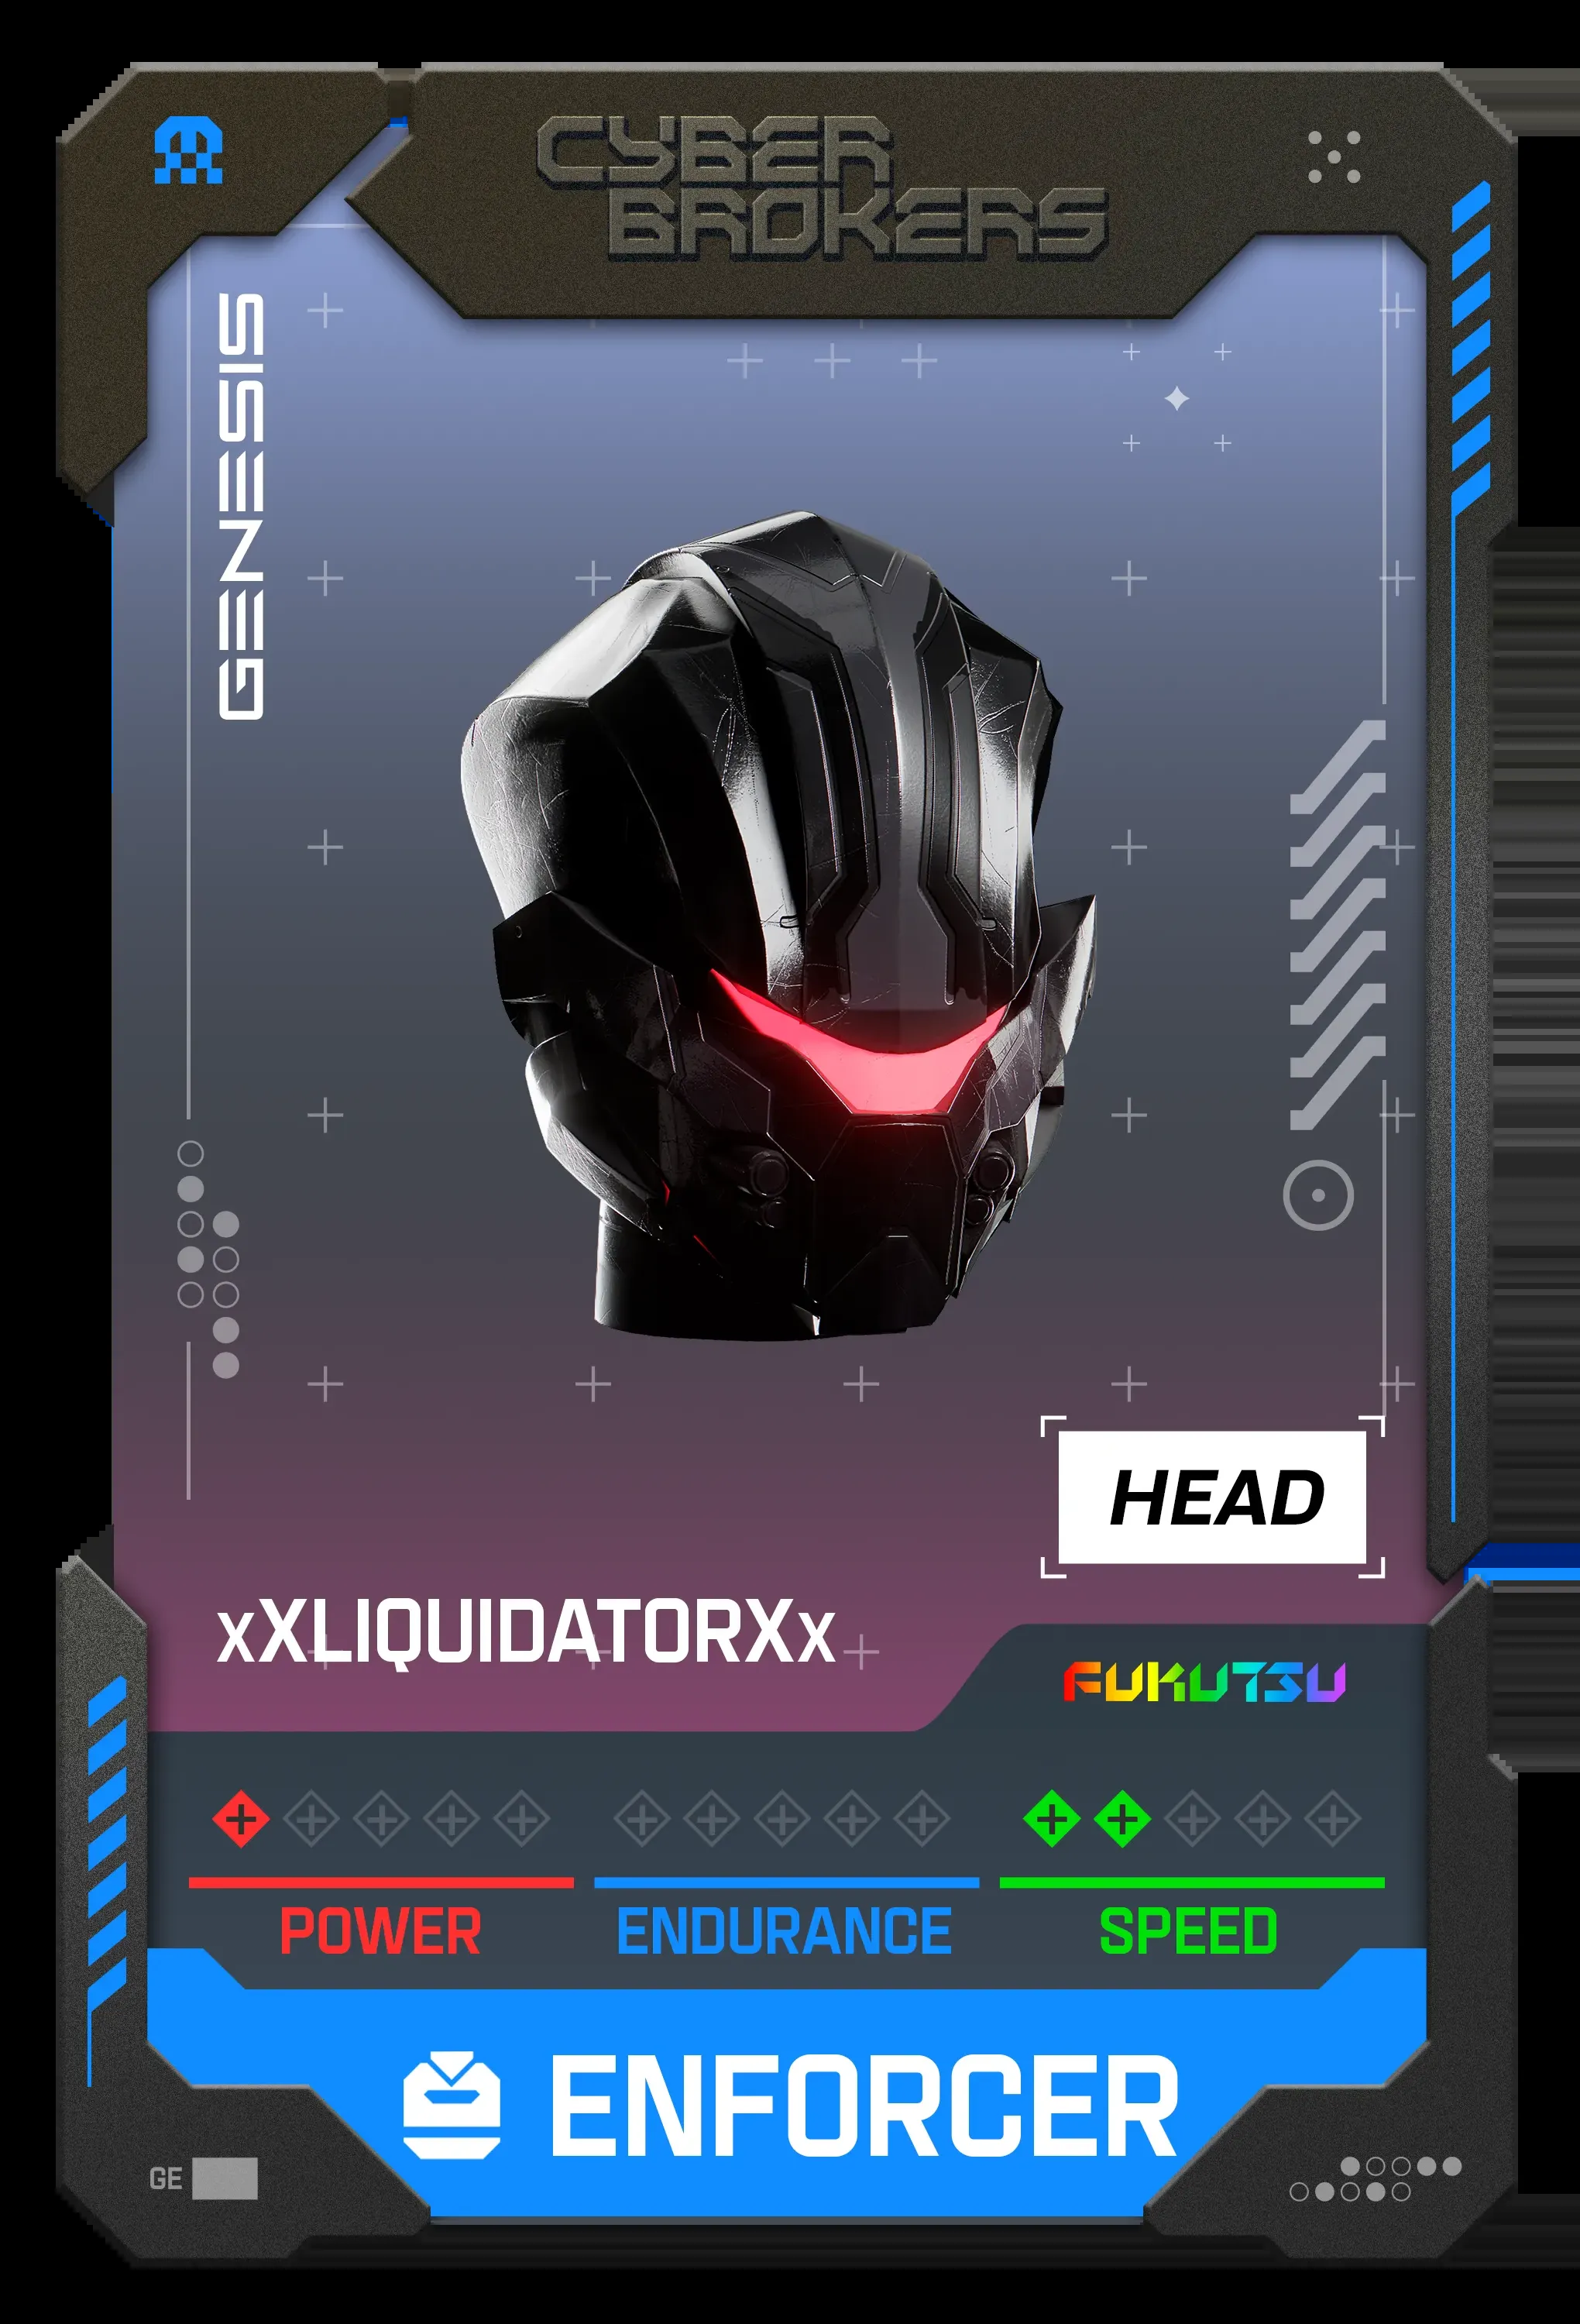 CYBER
BROKERS
GENESIS
HEAD
xXLIQUIDATORXx
FUKUTSU
POWER
ENDURANCE
SPEED
ENFORCER
GE